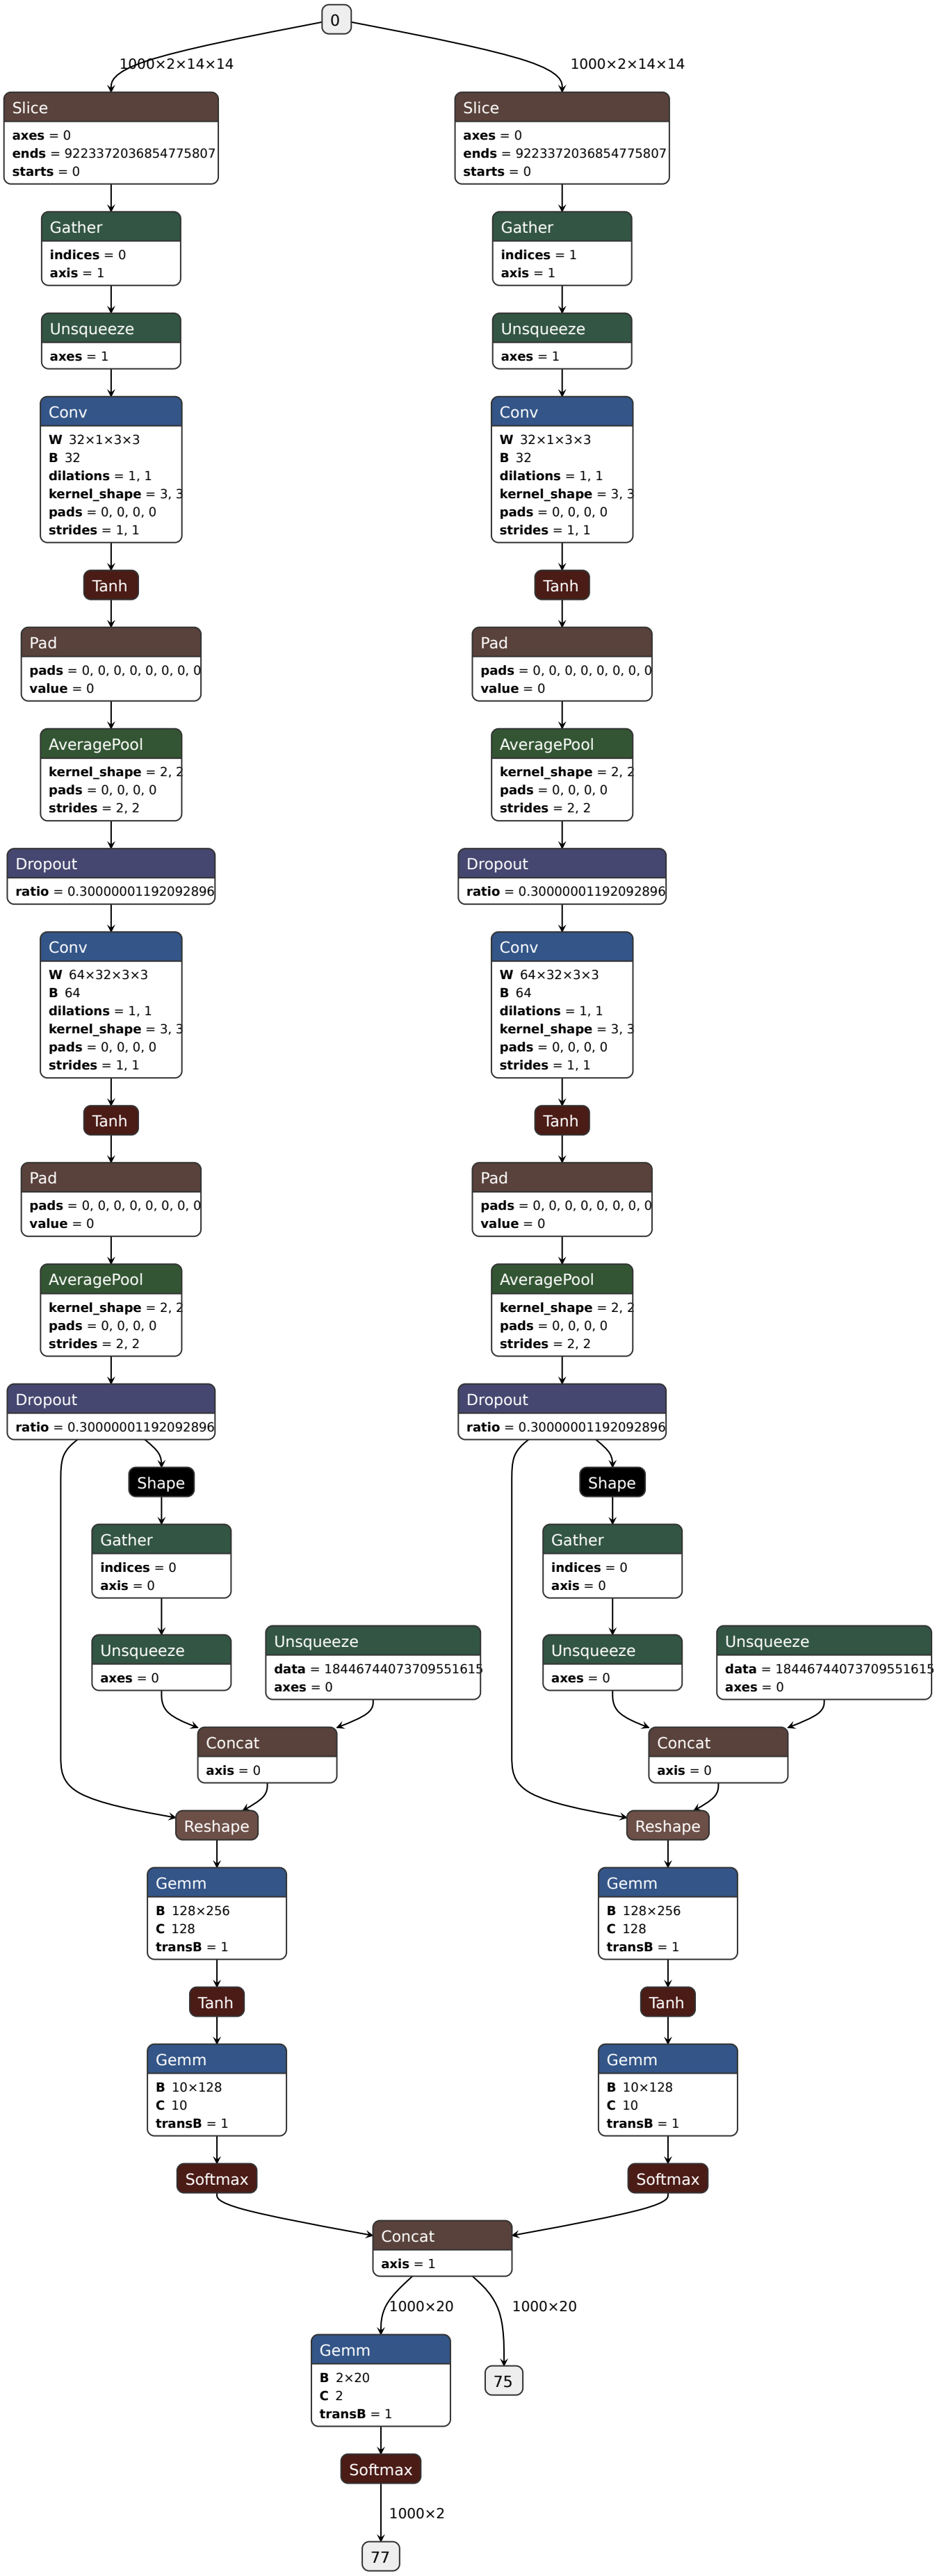 0
1000×2×14×14
1000×2×14×14
Slice
axes = 0
ends = 9223372036854775807
starts = 0
Slice
axes = 0
ends = 9223372036854775807
starts = 0
Gather
indices = 0
axis = 1
Gather
indices = 1
axis = 1
Unsqueeze
axes = 1
Unsqueeze
axes = 1
Conv
W 32×1×3×3
B 32
dilations = 1, 1
kernel_shape = 3, 3
pads = 0, 0, 0, 0
strides = 1, 1
Conv
W 32×1×3×3
B 32
dilations = 1, 1
kernel_shape = 3, 3
pads = 0, 0, 0, 0
strides = 1, 1
Tanh
Tanh
Pad
pads = 0, 0, 0, 0, 0, 0, 0, 0
value = 0
Pad
pads = 0, 0, 0, 0, 0, 0, 0, 0
value = 0
AveragePool
kernel_shape = 2, 2
pads = 0, 0, 0, 0
strides = 2, 2
AveragePool
kernel_shape = 2, 2
pads = 0, 0, 0, 0
strides = 2, 2
Dropout
ratio = 0.30000001192092896
Dropout
ratio = 0.30000001192092896
Conv
W 64×32×3×3
B 64
dilations = 1, 1
kernel_shape = 3, 3
pads = 0, 0, 0, 0
strides = 1, 1
Conv
W 64×32×3×3
B 64
dilations = 1, 1
kernel_shape = 3, 3
pads = 0, 0, 0, 0
strides = 1, 1
Tanh
Tanh
Pad
pads = 0, 0, 0, 0, 0, 0, 0, 0
value = 0
Pad
pads = 0, 0, 0, 0, 0, 0, 0, 0
value = 0
AveragePool
kernel_shape = 2, 2
pads = 0, 0, 0, 0
strides = 2, 2
AveragePool
kernel_shape = 2, 2
pads = 0, 0, 0, 0
strides = 2, 2
Dropout
ratio = 0.30000001192092896
Dropout
ratio = 0.30000001192092896
Shape
Shape
Gather
indices = 0
axis = 0
Gather
indices = 0
axis = 0
Unsqueeze
axes = 0
Unsqueeze
data = 18446744073709551615
axes = 0
Unsqueeze
axes = 0
Unsqueeze
data = 18446744073709551615
axes = 0
Concat
axis = 0
Concat
axis = 0
Reshape
Reshape
Gemm
B 128×256
C 128
transB = 1
Gemm
B 128×256
C 128
transB = 1
Tanh
Tanh
Gemm
B 10×128
C 10
transB = 1
Gemm
B 10×128
C 10
transB = 1
Softmax
Softmax
Concat
axis = 1
1000×20
1000×20
Gemm
B 2×20
C 2
transB = 1
75
Softmax
1000×2
77